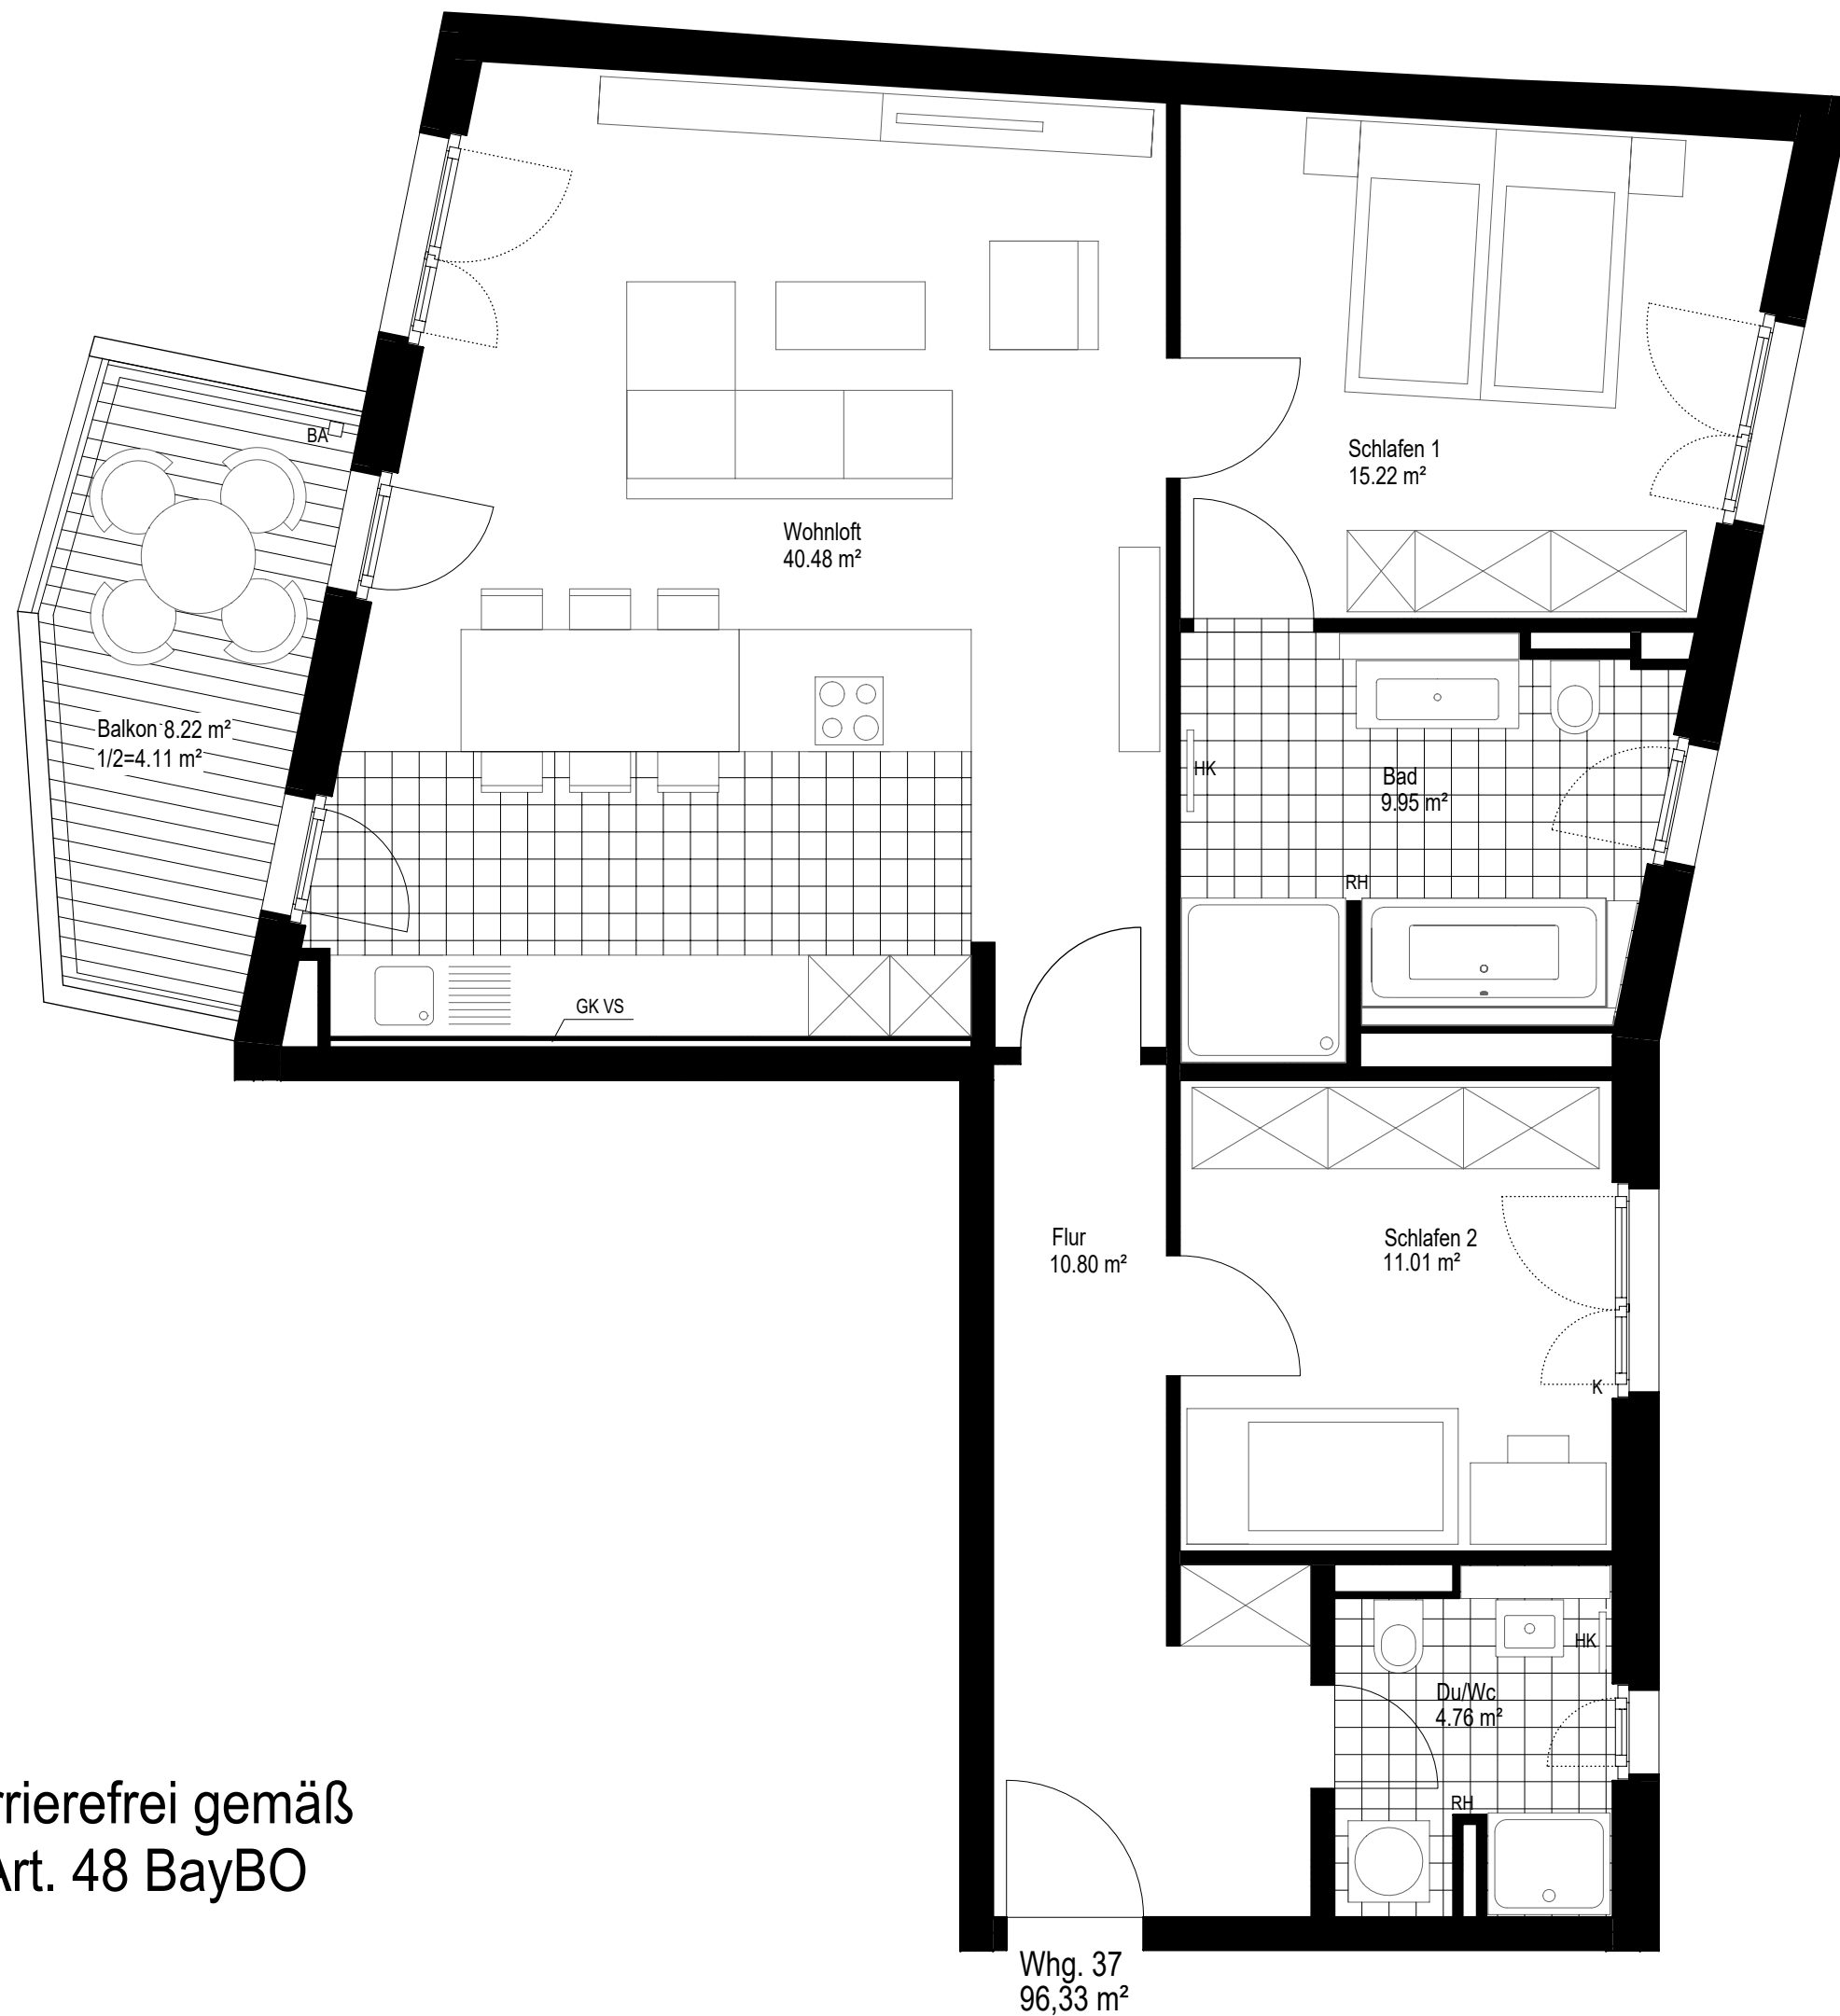 BA
Schlafen 1
15.22 m²
Wohnloft
40.48 m²
Balkon 8.22 m²
1/2=4.11 m²
HK
Bad
9.95 m²
RH
GK VS
Flur
10.80 m²
Schlafen 2
11.01 m²
K
HK
Du/Wc
4.76 m²
RH
rrierefrei gemäß
Art. 48 BayBO
Whg. 37
96,33 m²